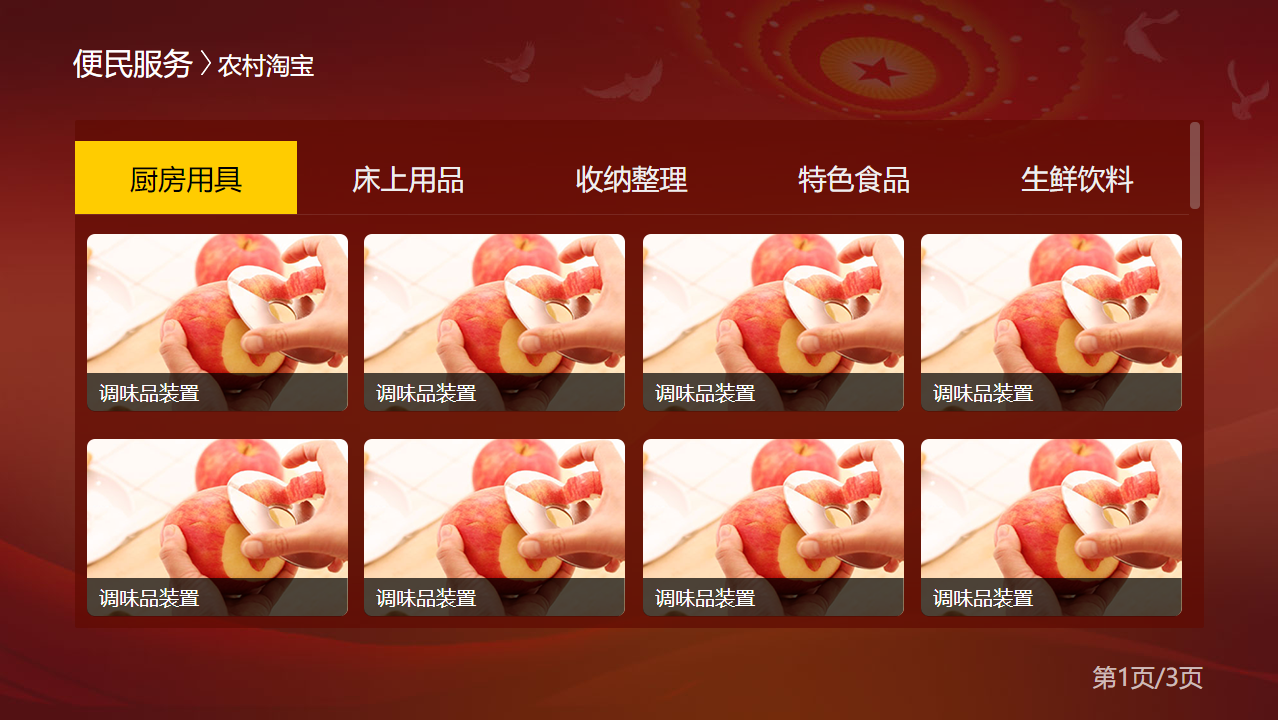 便民服务〉农村淘宝
厨房用具 床上用品 收纳整理 特色食品 生鲜饮料
调味品装置 调味品装置 调味品装置 调味品装置
调味品装置 调味品装置 调味品装置 调味品装置
第1页/3页